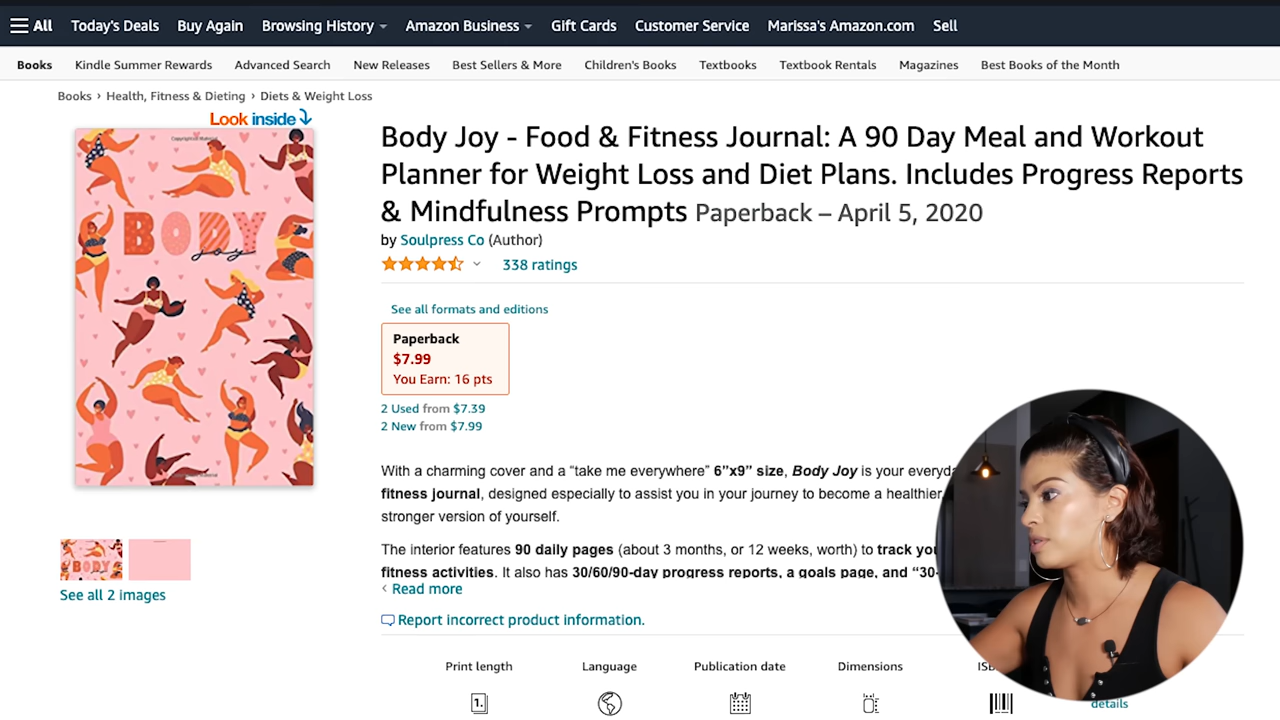 All Today's Deals Buy Again Browsing History Amazon Business Gift Cards Customer Service Marissa's Amazon.com Sell
Books Kindle Summer Rewards Advanced Search New Releases Best Sellers & More Children's Books Textbooks Textbook Rentals Magazines Best Books of the Month
Books › Health, Fitness & Dieting › Diets & Weight Loss
Look inside
BODY
joy
BODY
See all 2 images
Body Joy - Food & Fitness Journal: A 90 Day Meal and Workout
Planner for Weight Loss and Diet Plans. Includes Progress Reports
& Mindfulness Prompts Paperback – April 5, 2020
by Soulpress Co (Author)
338 ratings
See all formats and editions
Paperback
$7.99
You Earn: 16 pts
2 Used from $7.39
2 New from $7.99
With a charming cover and a “take me everywhere” 6”x9” size, Body Joy is your
fitness journal, designed especially to assist you in your journey to become a healthier
stronger version of yourself.
The interior features 90 daily pages (about 3 months, or 12 weeks, worth) to track
fitness activities. It also has 30/60/90-day progress reports, a goals page, and “30-
‹ Read more
Report incorrect product information.
Print length Language Publication date Dimensions
1.
details